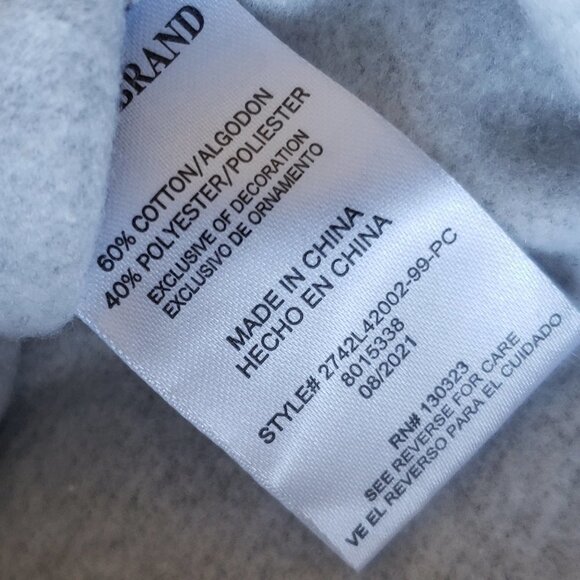 BRAND
60% COTTON/ALGODON
40% POLYESTER/POLIESTER
EXCLUSIVE OF DECORATION
EXCLUSIVO DE ORNAMENTO
MADE IN CHINA
HECHO EN CHINA
STYLE# 2742L42002-99-PC
8015338
08/2021
RN# 130323
SEE REVERSE FOR CARE
VE EL REVERSO PARA EL CUIDADO